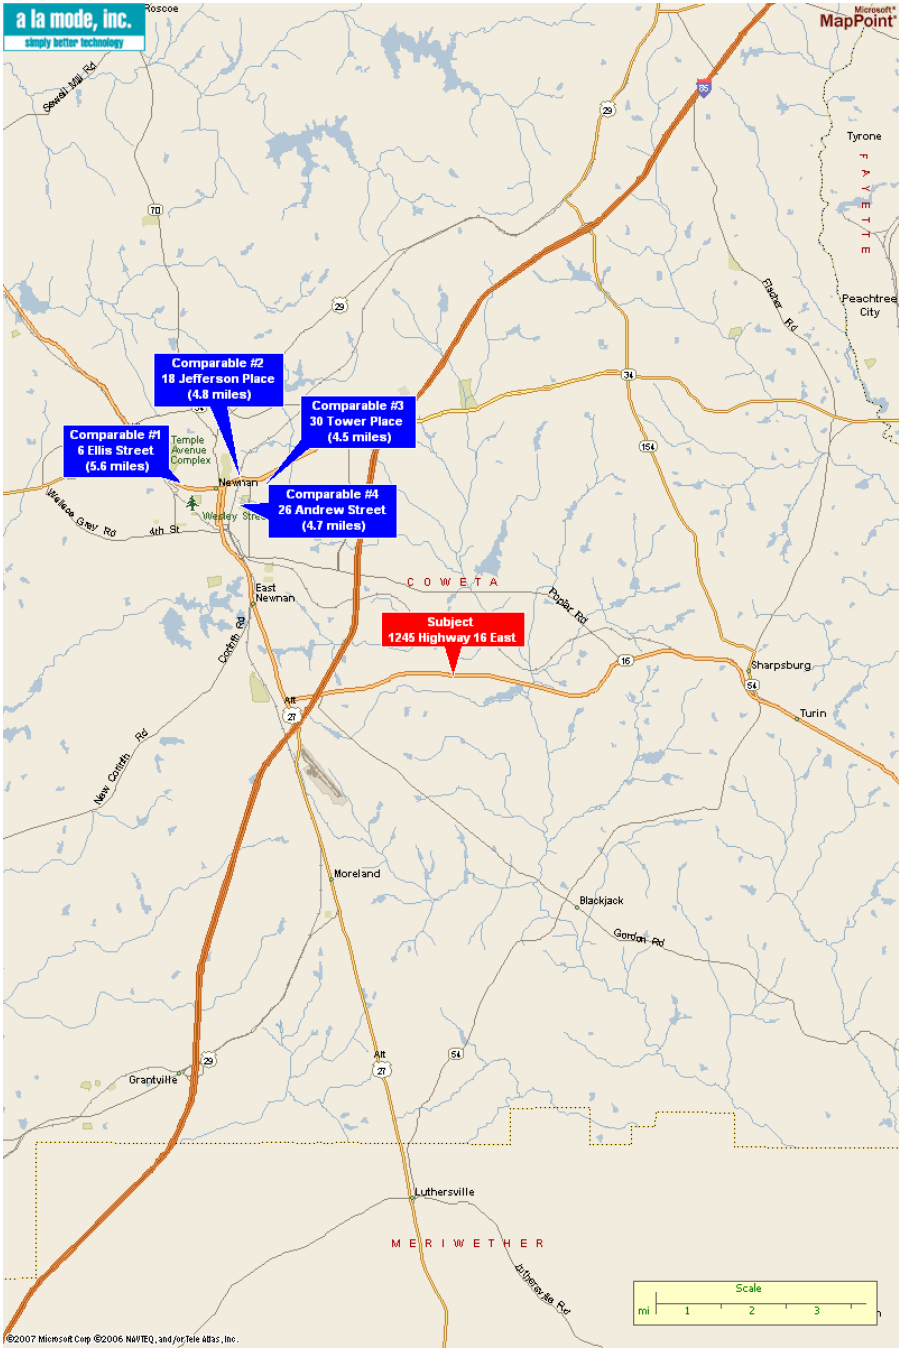 a la mode, inc.
simply better technology
Roscoe
Microsoft®
MapPoint®
Sewell Mill Rd
85
29
Tyrone
FAYETTE
70
Fischer Rd
Peachtree
City
29
Comparable #2
18 Jefferson Place
(4.8 miles)
34
Comparable #3
30 Tower Place
(4.5 miles)
Comparable #1
6 Ellis Street
(5.6 miles)
Temple
Avenue
Complex
154
Newnan
Comparable #4
26 Andrew Street
(4.7 miles)
Wallace Gray Rd
4th St
Wesley Stree
COWETA
East
Newnan
Poplar Rd
Subject
1245 Highway 16 East
Corinth Rd
16
Sharpsburg
54
Alt
27
Turin
New Corinth Rd
Moreland
Blackjack
Gordon Rd
29
Grantville
Alt
27
54
Luthersville
MERIWETHER
Luthersville Rd
Scale
mi 1 2 3
n
©2007 Microsoft Corp ©2006 NAVTEQ, and/or Tele Atlas, Inc.